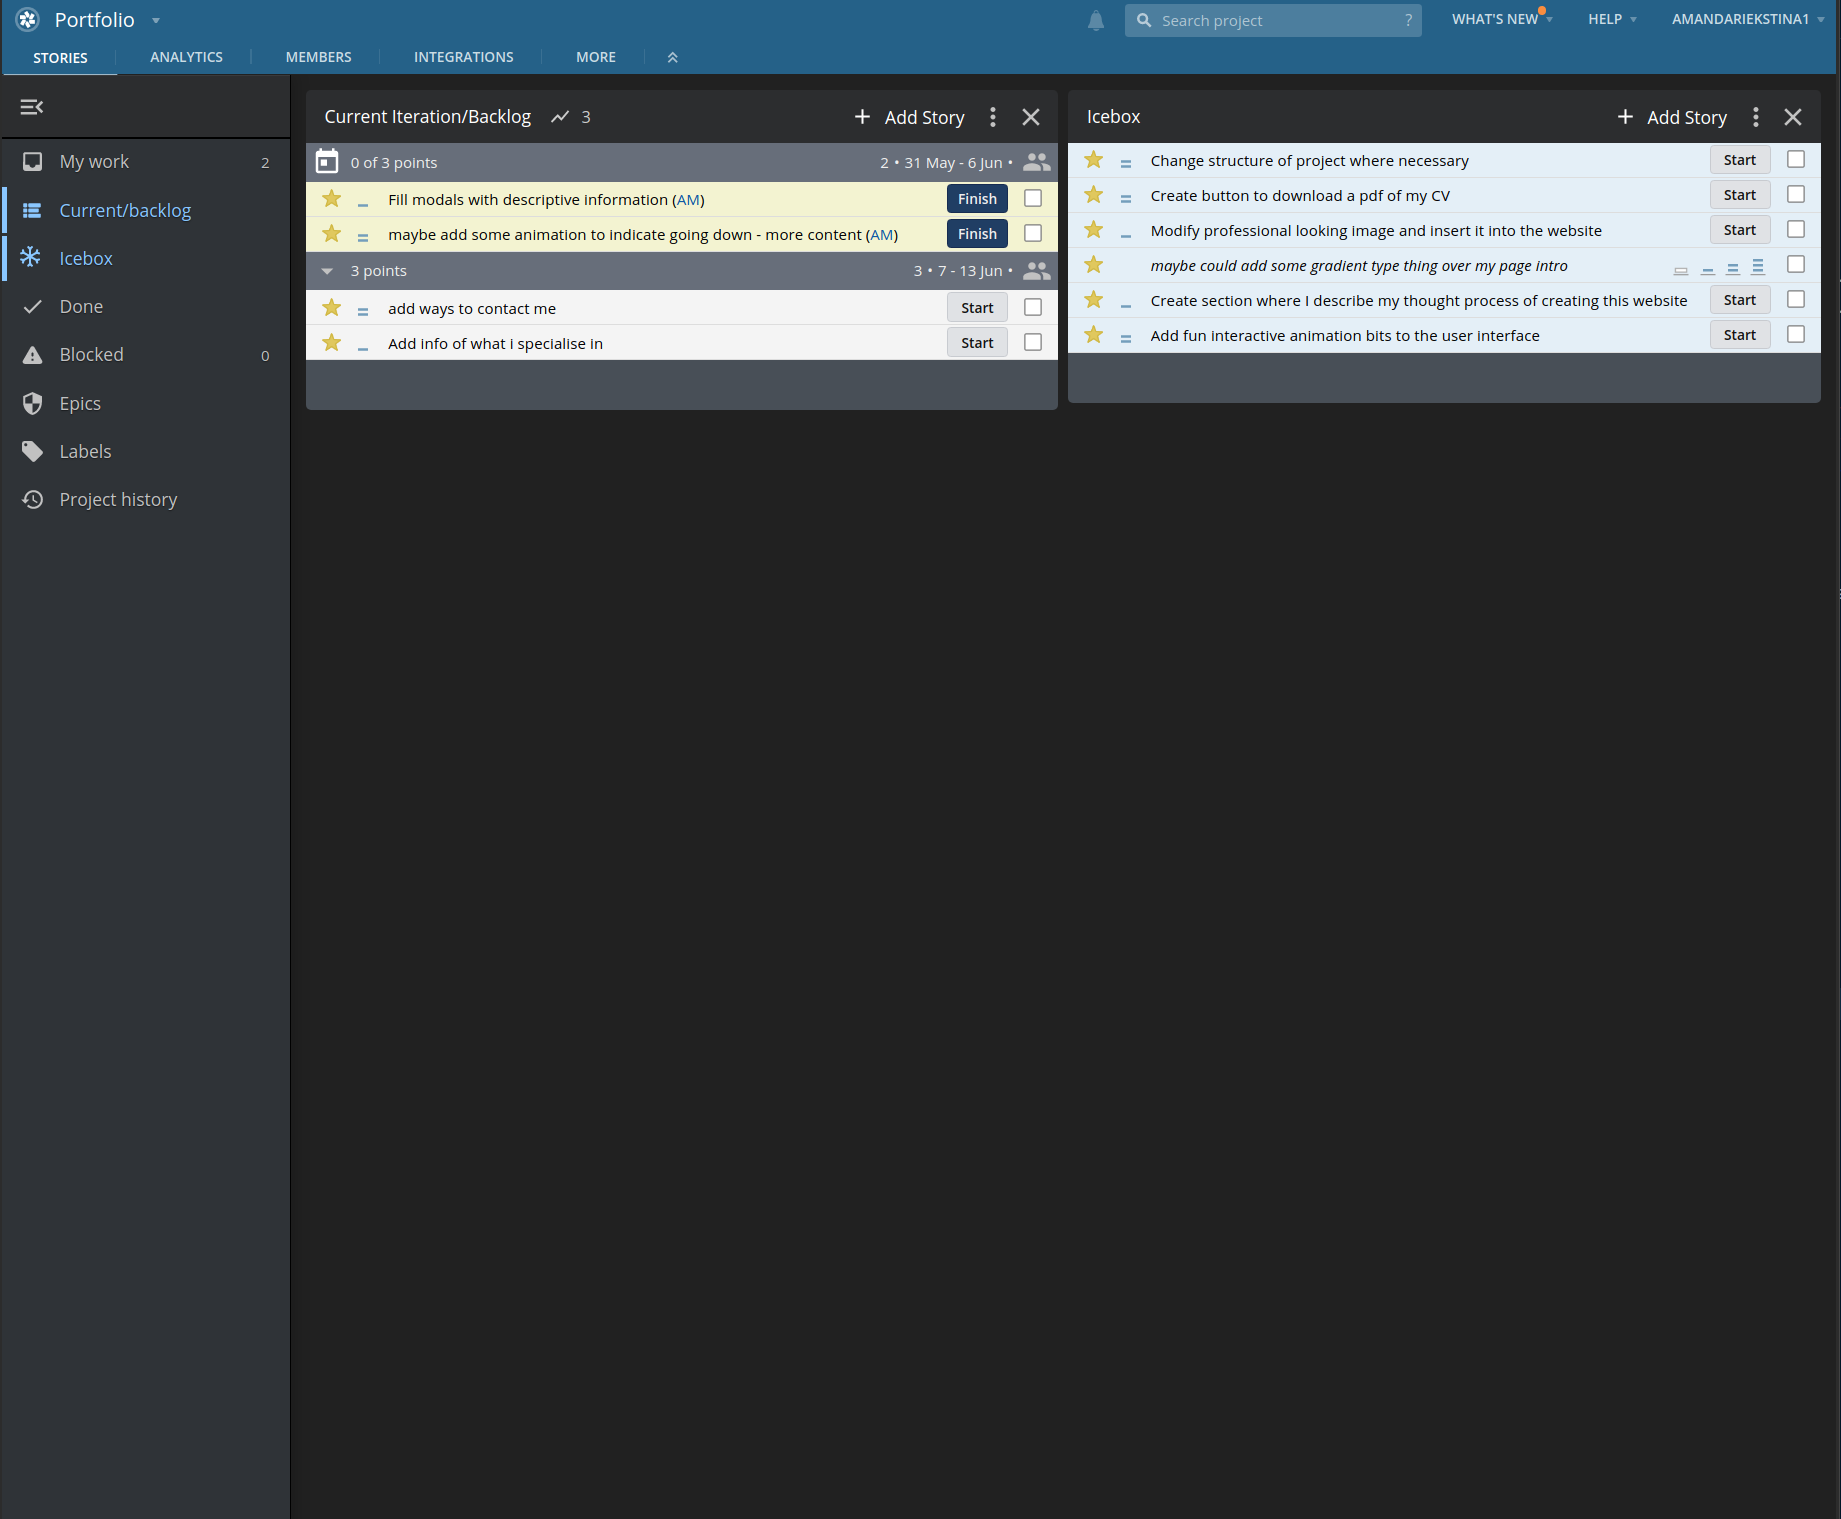 Portfolio
Search project ?
WHAT'S NEW
HELP
AMANDARIEKSTINA1
STORIES
ANALYTICS
MEMBERS
INTEGRATIONS
MORE
My work 2
Current/backlog
Icebox
Done
Blocked 0
Epics
Labels
Project history
Current Iteration/Backlog 3
+ Add Story
0 of 3 points 2 • 31 May - 6 Jun •
Fill modals with descriptive information (AM) Finish
maybe add some animation to indicate going down - more content (AM) Finish
3 points 3 • 7 - 13 Jun •
add ways to contact me Start
Add info of what i specialise in Start
Icebox
+ Add Story
Change structure of project where necessary Start
Create button to download a pdf of my CV Start
Modify professional looking image and insert it into the website Start
maybe could add some gradient type thing over my page intro
Create section where I describe my thought process of creating this website Start
Add fun interactive animation bits to the user interface Start